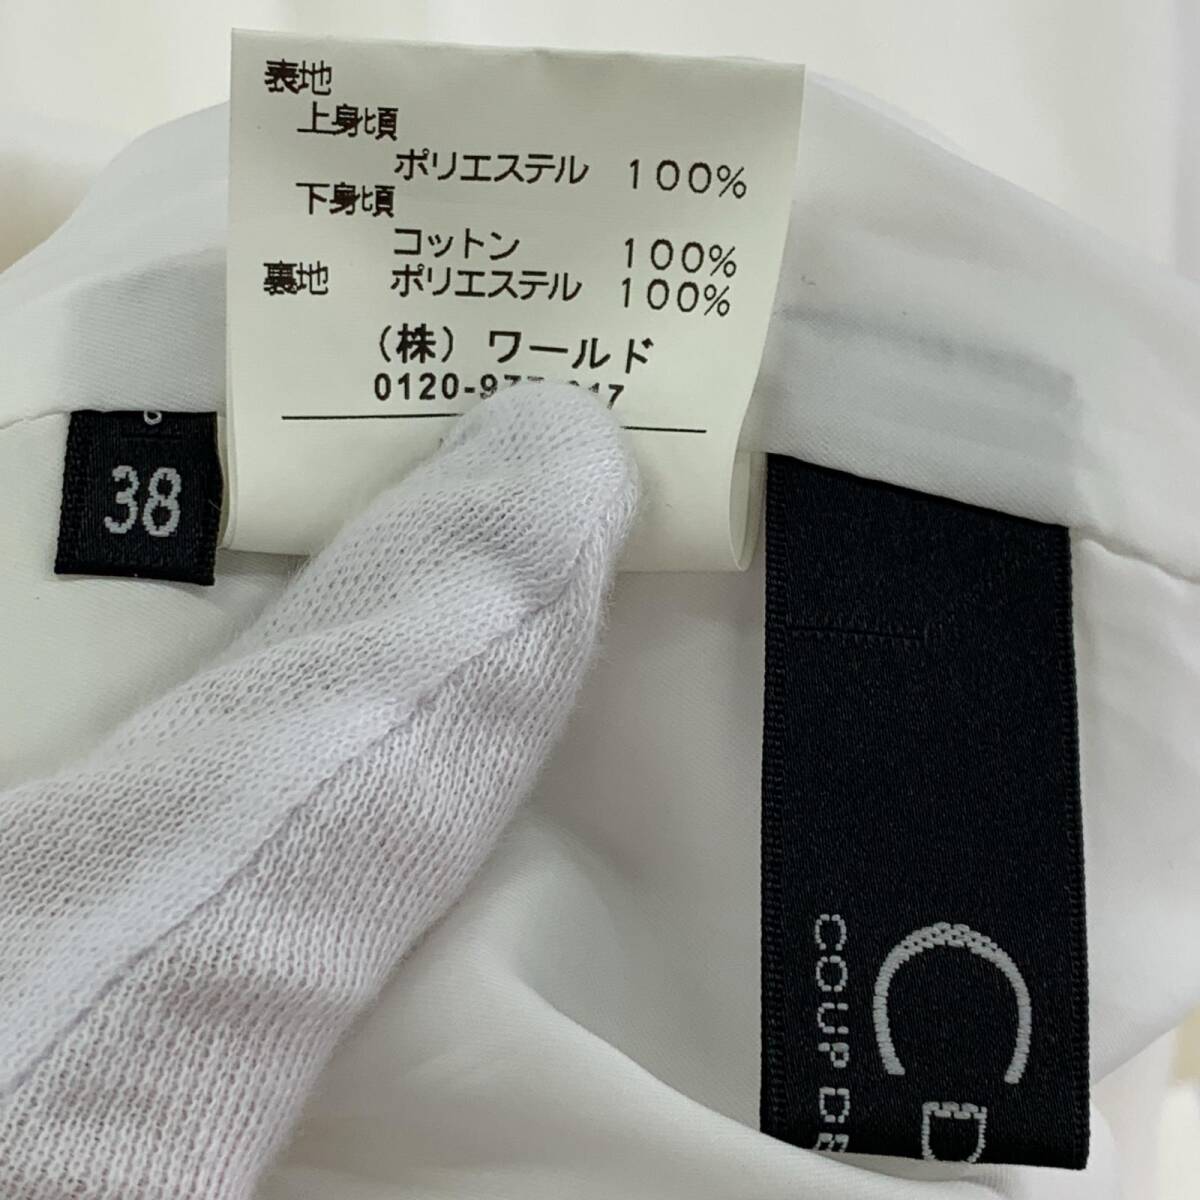 表地
上身頃
ポリエステル 100%
下身頃
コットン 100%
裏地 ポリエステル 100%
(株) ワールド
38
COUP DE